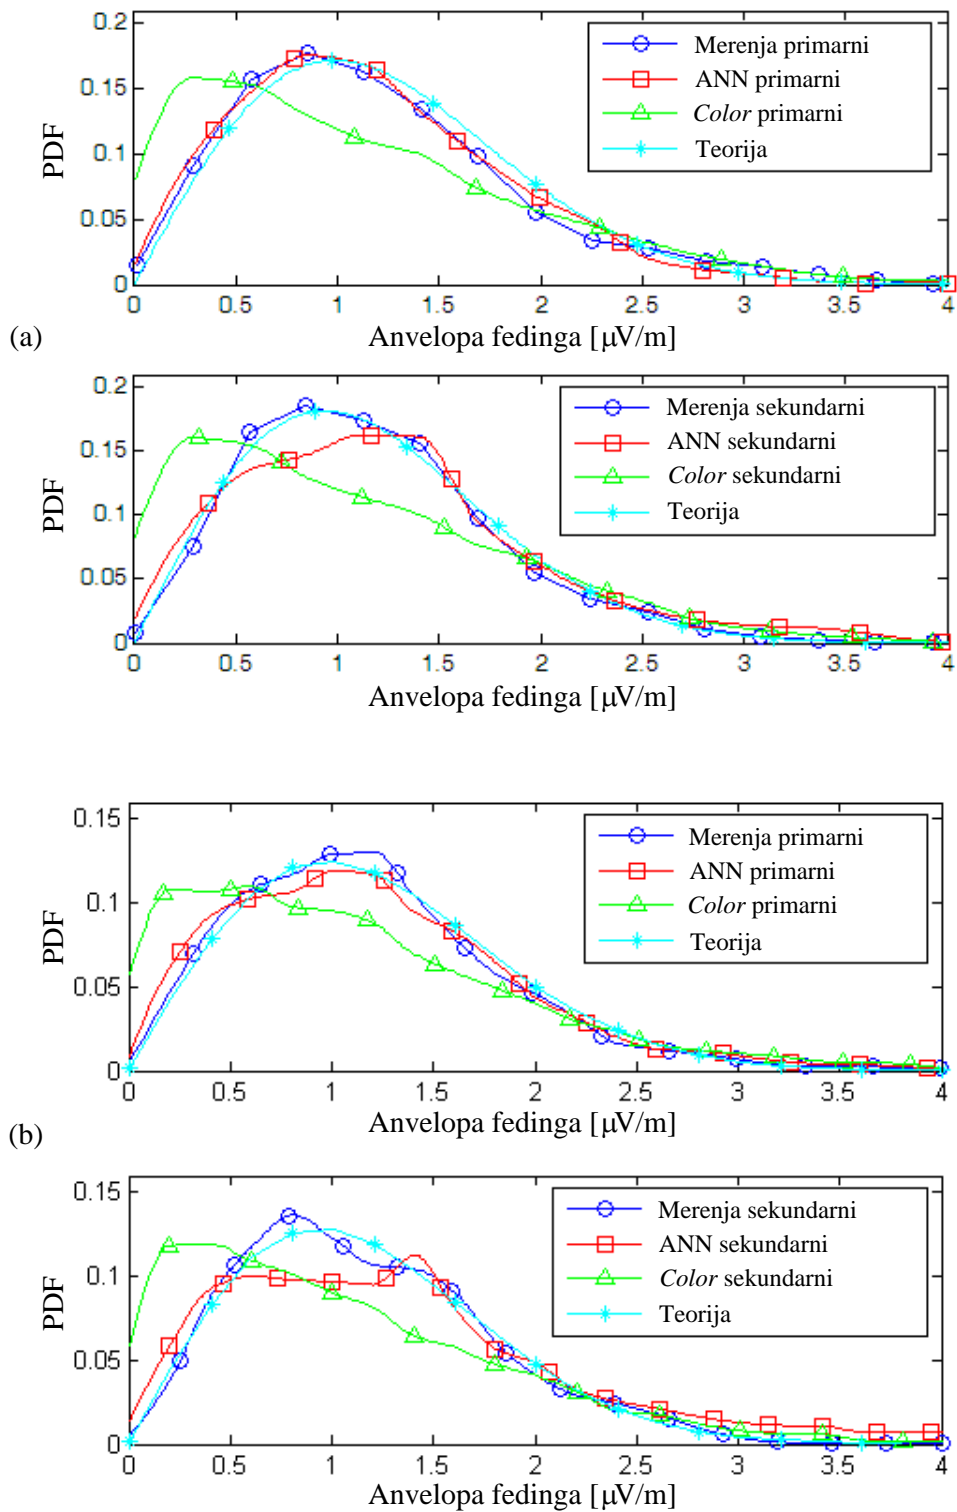 0.2
0.15
0.1
0.05
0
PDF
Merenja primarni
ANN primarni
Color primarni
Teorija
0 0.5 1 1.5 2 2.5 3 3.5 4
Anvelopa fedinga [μV/m]
(a)
0.2
0.15
0.1
0.05
0
PDF
Merenja sekundarni
ANN sekundarni
Color sekundarni
Teorija
0 0.5 1 1.5 2 2.5 3 3.5 4
Anvelopa fedinga [μV/m]
0.15
0.1
0.05
0
PDF
Merenja primarni
ANN primarni
Color primarni
Teorija
0 0.5 1 1.5 2 2.5 3 3.5 4
Anvelopa fedinga [μV/m]
(b)
0.15
0.1
0.05
0
PDF
Merenja sekundarni
ANN sekundarni
Color sekundarni
Teorija
0 0.5 1 1.5 2 2.5 3 3.5 4
Anvelopa fedinga [μV/m]